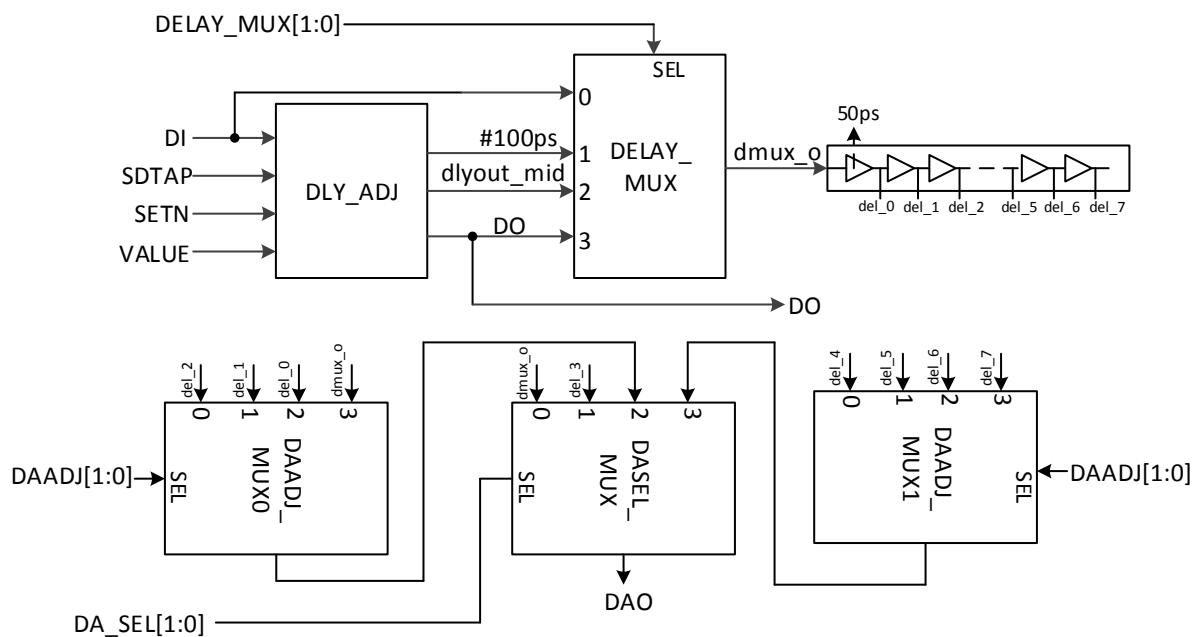 DELAY_MUX[1:0]
SEL
0
50ps
DI
#100ps
1
DELAY_
MUX
dmux_o
SDTAP
dlyout_mid
2
DLY_ADJ
SETN
DO
3
VALUE
del_0
del_1
del_2
del_5
del_6
del_7
DO
del_2
del_1
del_0
dmux_o
0
1
2
3
DAADJ_
MUX0
SEL
DAADJ[1:0]
dmux_o
del_3
0
1
2
3
DASEL_
MUX
SEL
del_4
del_5
del_6
del_7
0
1
2
3
DAADJ_
MUX1
SEL
DAADJ[1:0]
DAO
DA_SEL[1:0]